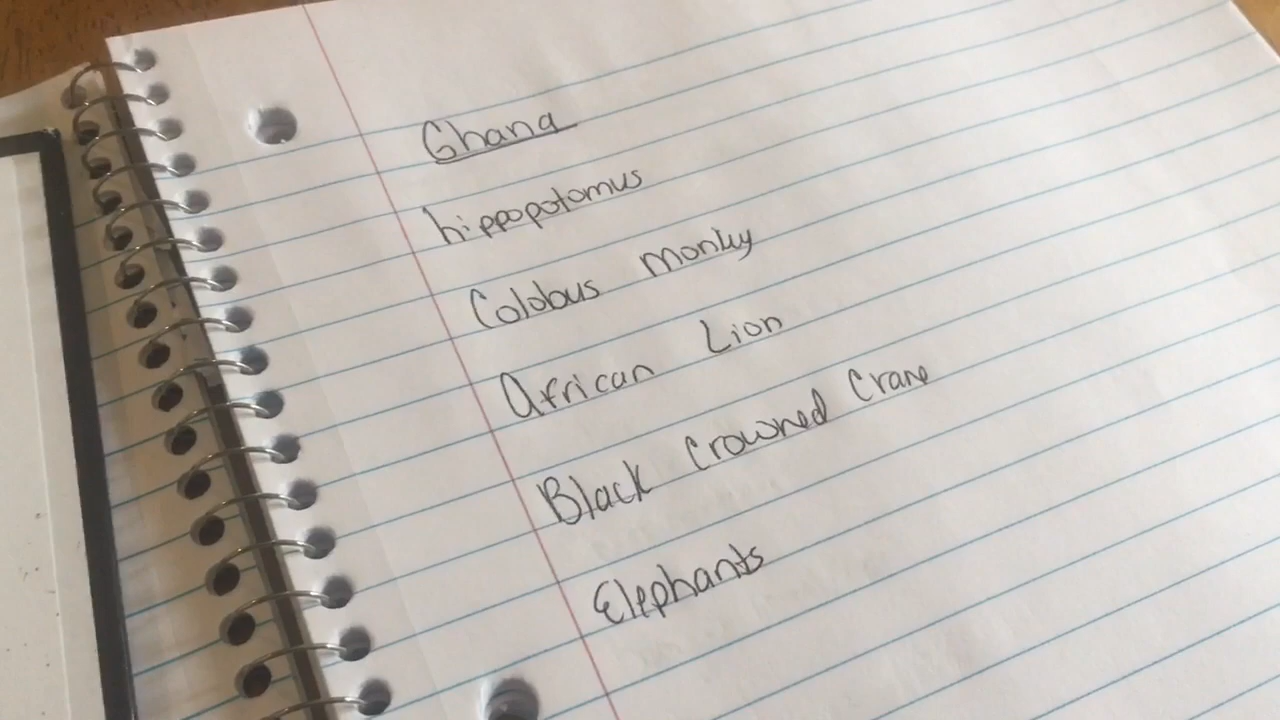 Ghana
hippopotomus
Colobus monky
African Lion
Black Crowned Crane
Elephants